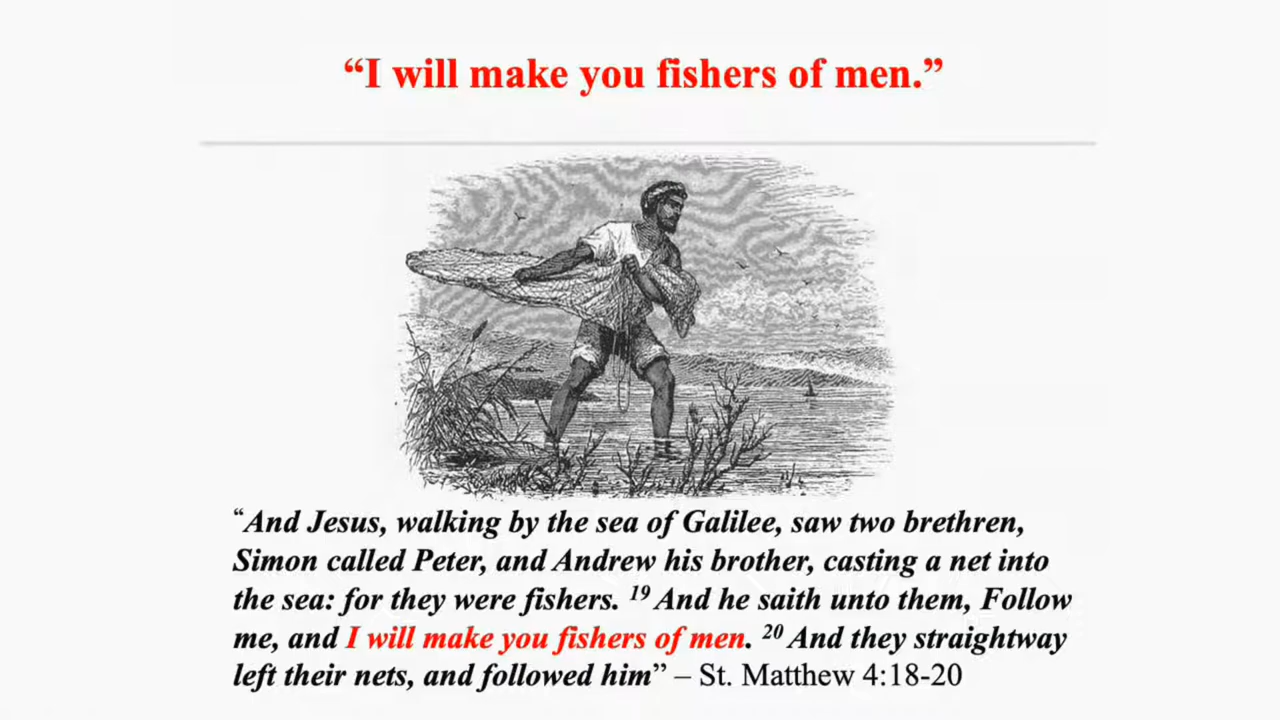 “I will make you fishers of men.”
“And Jesus, walking by the sea of Galilee, saw two brethren,
Simon called Peter, and Andrew his brother, casting a net into
the sea: for they were fishers. 19 And he saith unto them, Follow
me, and I will make you fishers of men. 20 And they straightway
left their nets, and followed him” – St. Matthew 4:18-20